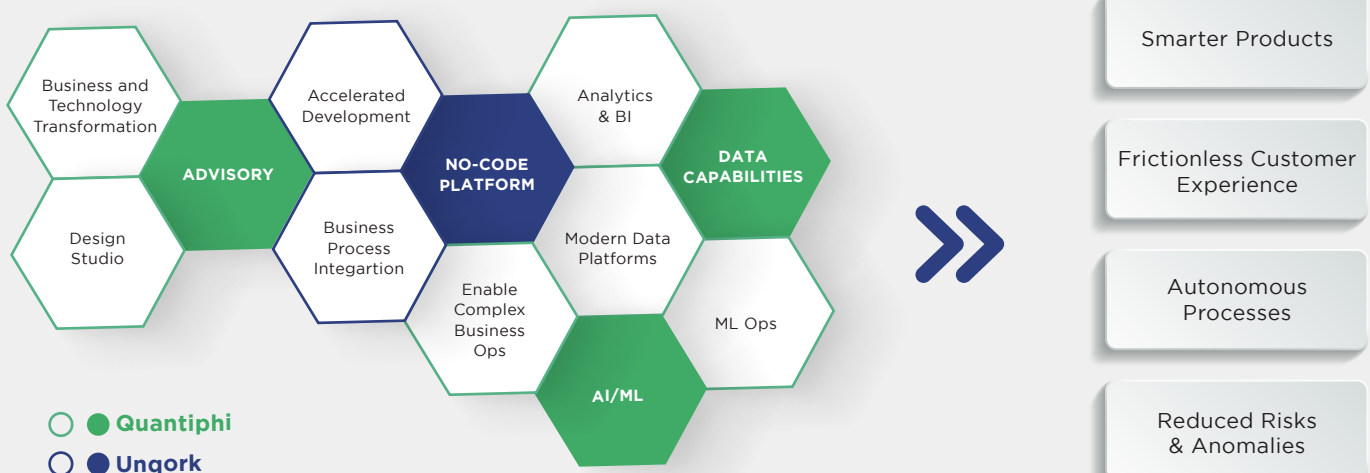 Business and
Technology
Transformation
ADVISORY
Design
Studio
Accelerated
Development
Business
Process
Integartion
NO-CODE
PLATFORM
Enable
Complex
Business
Ops
Analytics
& BI
Modern Data
Platforms
DATA
CAPABILITIES
ML Ops
AI/ML
Quantiphi
Unqork
Smarter Products
Frictionless Customer
Experience
Autonomous
Processes
Reduced Risks
& Anomalies